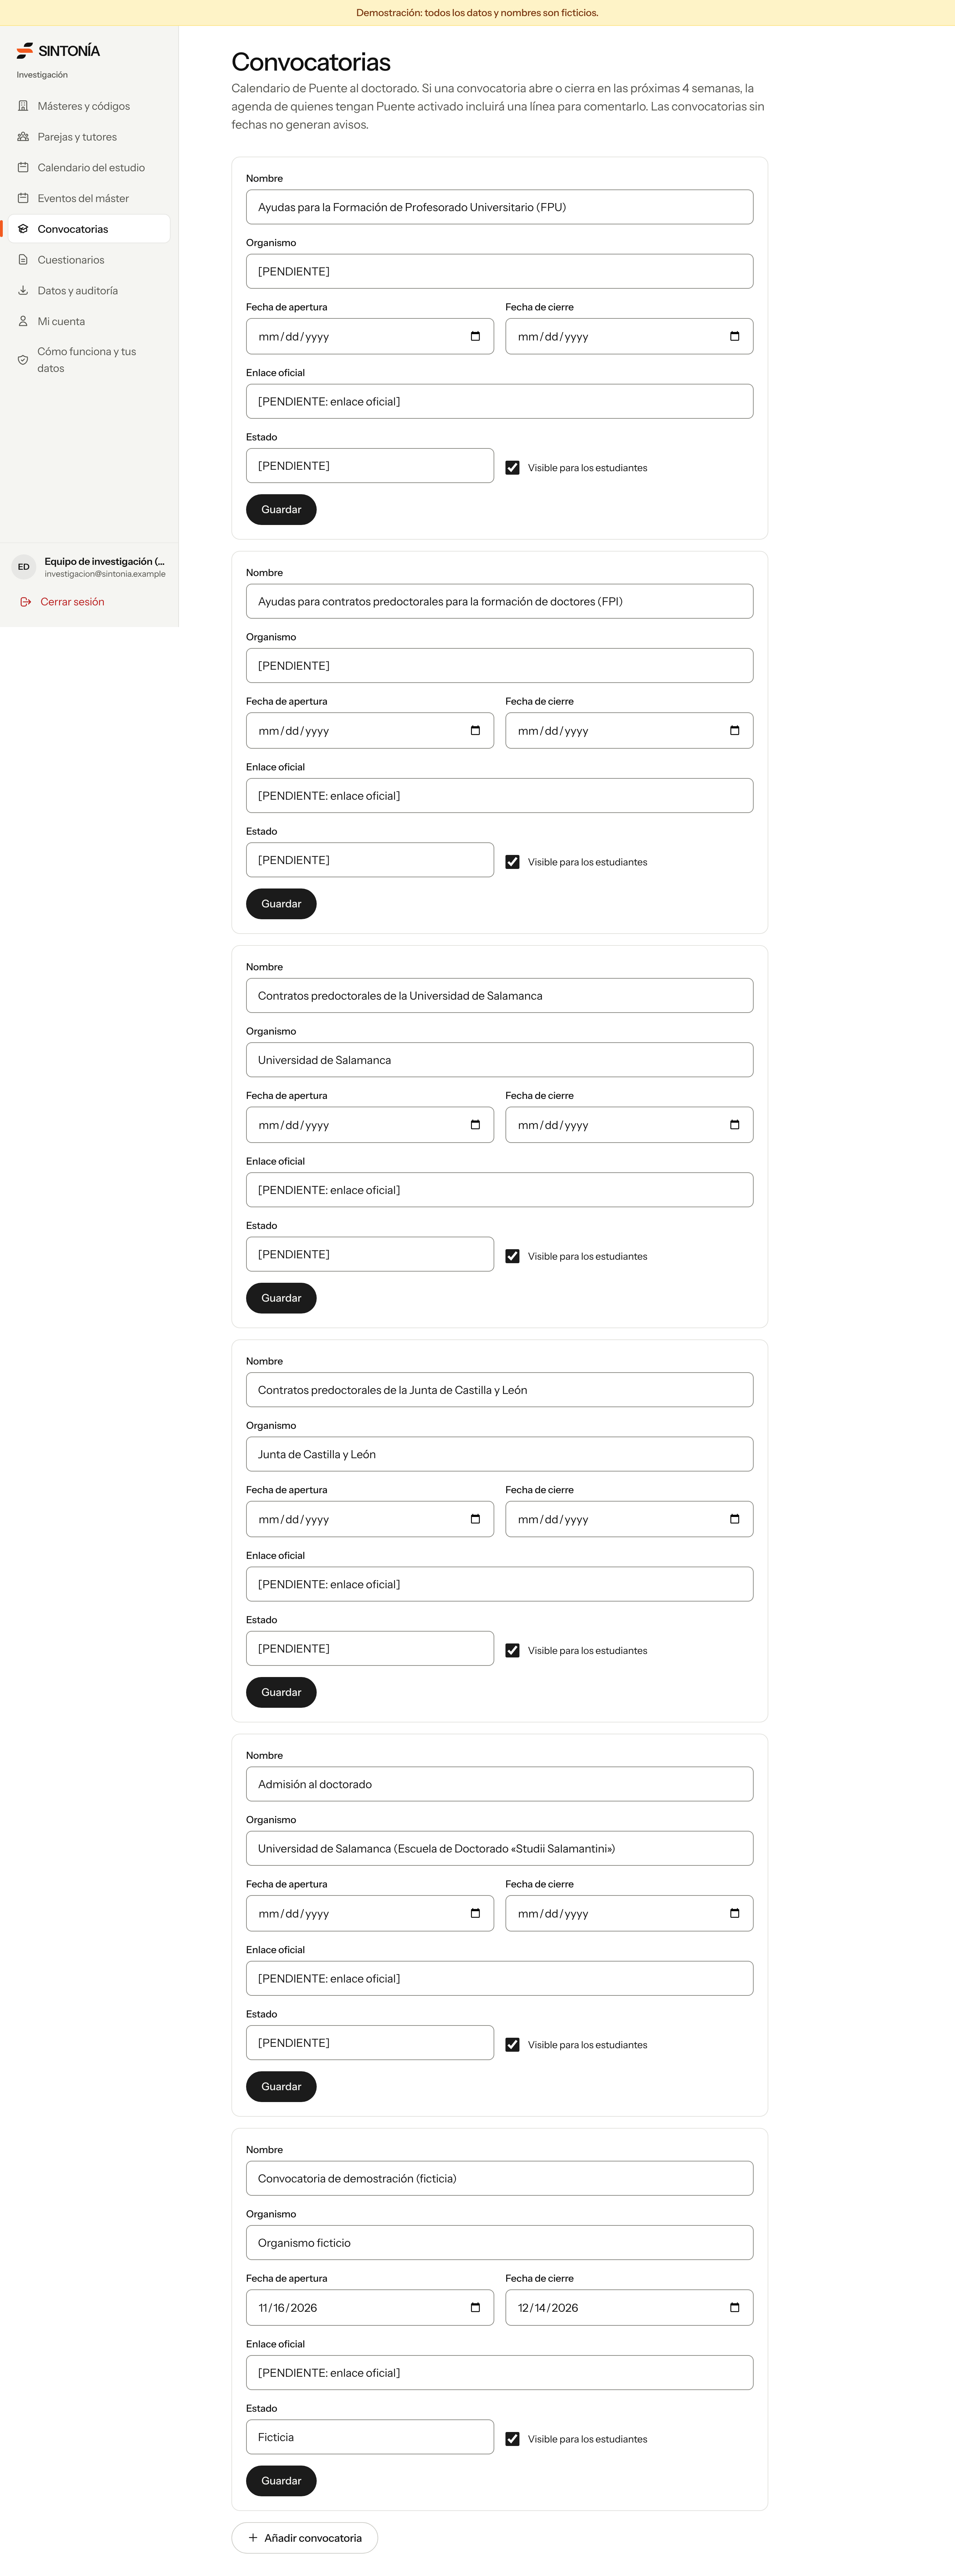 Demostración: todos los datos y nombres son ficticios.
SINTONÍA
Investigación
Másteres y códigos
Parejas y tutores
Calendario del estudio
Eventos del máster
Convocatorias
Cuestionarios
Datos y auditoría
Mi cuenta
Cómo funciona y tus
datos
ED
Equipo de investigación (...
investigacion@sintonia.example
Cerrar sesión
Convocatorias
Calendario de Puente al doctorado. Si una convocatoria abre o cierra en las próximas 4 semanas, la
agenda de quienes tengan Puente activado incluirá una línea para comentarlo. Las convocatorias sin
fechas no generan avisos.
Nombre
Ayudas para la Formación de Profesorado Universitario (FPU)
Organismo
[PENDIENTE]
Fecha de apertura Fecha de cierre
mm/dd/yyyy mm/dd/yyyy
Enlace oficial
[PENDIENTE: enlace oficial]
Estado
[PENDIENTE] Visible para los estudiantes
Guardar
Nombre
Ayudas para contratos predoctorales para la formación de doctores (FPI)
Organismo
[PENDIENTE]
Fecha de apertura Fecha de cierre
mm/dd/yyyy mm/dd/yyyy
Enlace oficial
[PENDIENTE: enlace oficial]
Estado
[PENDIENTE] Visible para los estudiantes
Guardar
Nombre
Contratos predoctorales de la Universidad de Salamanca
Organismo
Universidad de Salamanca
Fecha de apertura Fecha de cierre
mm/dd/yyyy mm/dd/yyyy
Enlace oficial
[PENDIENTE: enlace oficial]
Estado
[PENDIENTE] Visible para los estudiantes
Guardar
Nombre
Contratos predoctorales de la Junta de Castilla y León
Organismo
Junta de Castilla y León
Fecha de apertura Fecha de cierre
mm/dd/yyyy mm/dd/yyyy
Enlace oficial
[PENDIENTE: enlace oficial]
Estado
[PENDIENTE] Visible para los estudiantes
Guardar
Nombre
Admisión al doctorado
Organismo
Universidad de Salamanca (Escuela de Doctorado «Studii Salamantini»)
Fecha de apertura Fecha de cierre
mm/dd/yyyy mm/dd/yyyy
Enlace oficial
[PENDIENTE: enlace oficial]
Estado
[PENDIENTE] Visible para los estudiantes
Guardar
Nombre
Convocatoria de demostración (ficticia)
Organismo
Organismo ficticio
Fecha de apertura Fecha de cierre
11/16/2026 12/14/2026
Enlace oficial
[PENDIENTE: enlace oficial]
Estado
Ficticia Visible para los estudiantes
Guardar
Añadir convocatoria